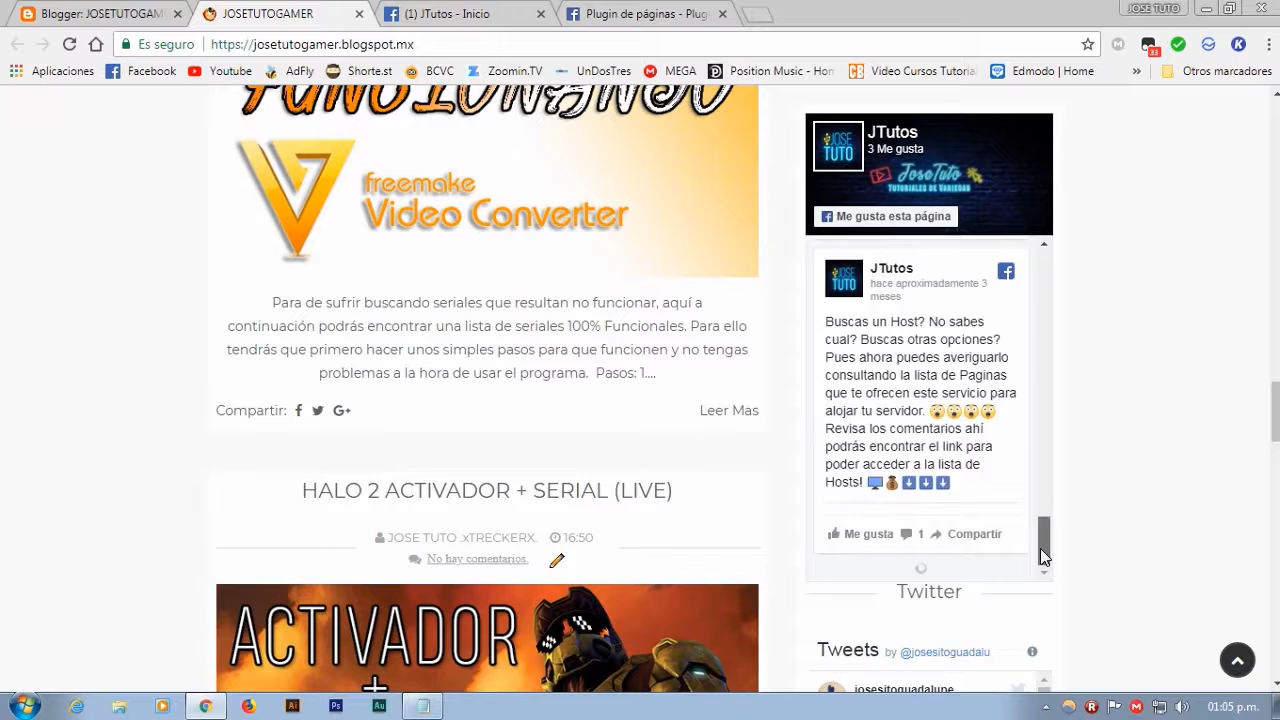 Blogger: JOSETUTOGAM
JOSETUTOGAMER
(1) JTutos - Inicio
Plugin de páginas - Plug
JOSE TUTO
Es seguro
https://josetutogamer.blogspot.mx
33
Aplicaciones
Facebook
Youtube
AdFly
Shorte.st
BCVC
Zoomin.TV
UnDosTres
MEGA
Position Music - Hom
Video Cursos Tutorial
Edmodo | Home
»
Otros marcadores
FUNCIONANDO
freemake
Video Converter
Para de sufrir buscando seriales que resultan no funcionar, aquí a
continuación podrás encontrar una lista de seriales 100% Funcionales. Para ello
tendrás que primero hacer unos simples pasos para que funcionen y no tengas
problemas a la hora de usar el programa.  Pasos: 1....
Compartir:
Leer Mas
HALO 2 ACTIVADOR + SERIAL (LIVE)
JOSE TUTO .xTRECKERX.
16:50
No hay comentarios.
ACTIVADOR
+
JOSE
TUTO
JTutos
3 Me gusta
JoseTuto
TUTORIALES DE VARIEDAD
Me gusta esta página
JOSE
TUTO
JTutos
hace aproximadamente 3
meses
Buscas un Host? No sabes
cual? Buscas otras opciones?
Pues ahora puedes averiguarlo
consultando la lista de Paginas
que te ofrecen este servicio para
alojar tu servidor. 😲😲😲😲
Revisa los comentarios ahí
podrás encontrar el link para
poder acceder a la lista de
Hosts! 🖥️💰⬇️⬇️⬇️
Me gusta
1
Compartir
Twitter
Tweets by @josesitoguadalu
josesitoguadalupe
01:05 p.m.